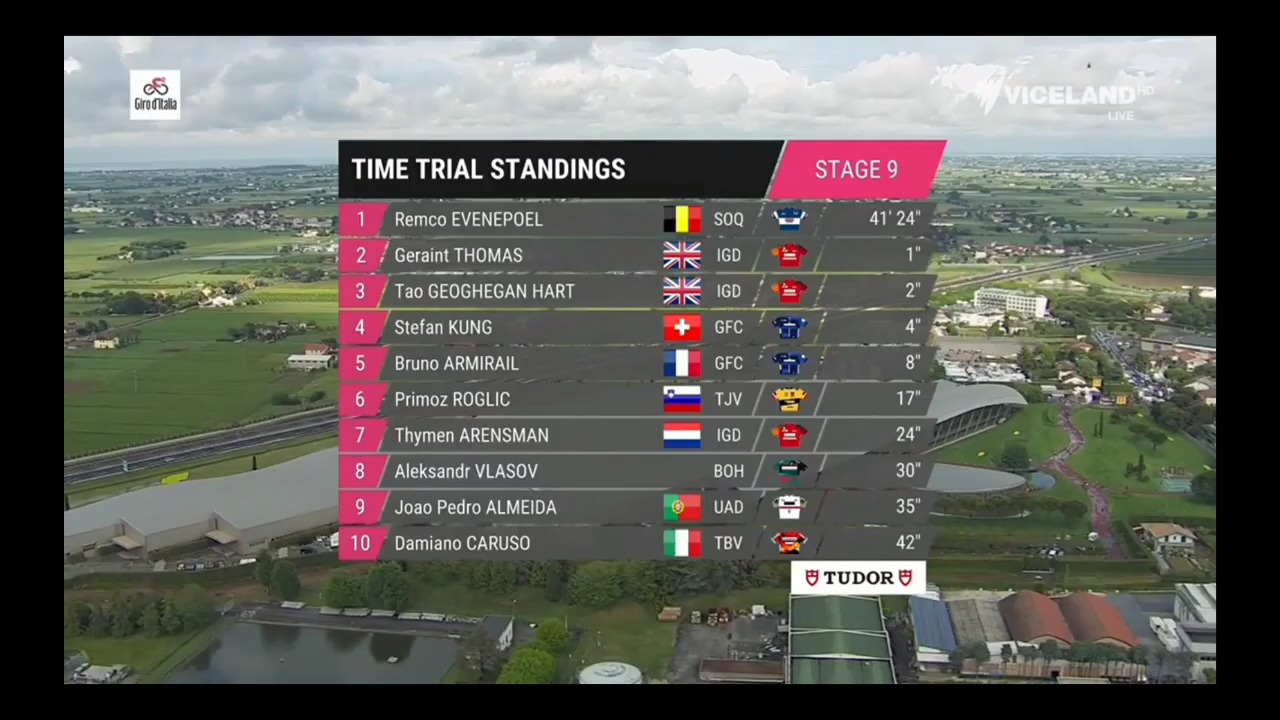 Giro d'Italia
VICELAND HD
LIVE
TIME TRIAL STANDINGS STAGE 9
1 Remco EVENEPOEL SOQ 41' 24"
2 Geraint THOMAS IGD 1"
3 Tao GEOGHEGAN HART IGD 2"
4 Stefan KUNG GFC 4"
5 Bruno ARMIRAIL GFC 8"
6 Primoz ROGLIC TJV 17"
7 Thymen ARENSMAN IGD 24"
8 Aleksandr VLASOV BOH 30"
9 Joao Pedro ALMEIDA UAD 35"
10 Damiano CARUSO TBV 42"
TUDOR